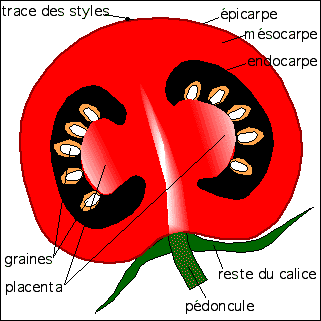 trace des styles
épicarpe
mésocarpe
endocarpe
graines
placenta
reste du calice
pédoncule